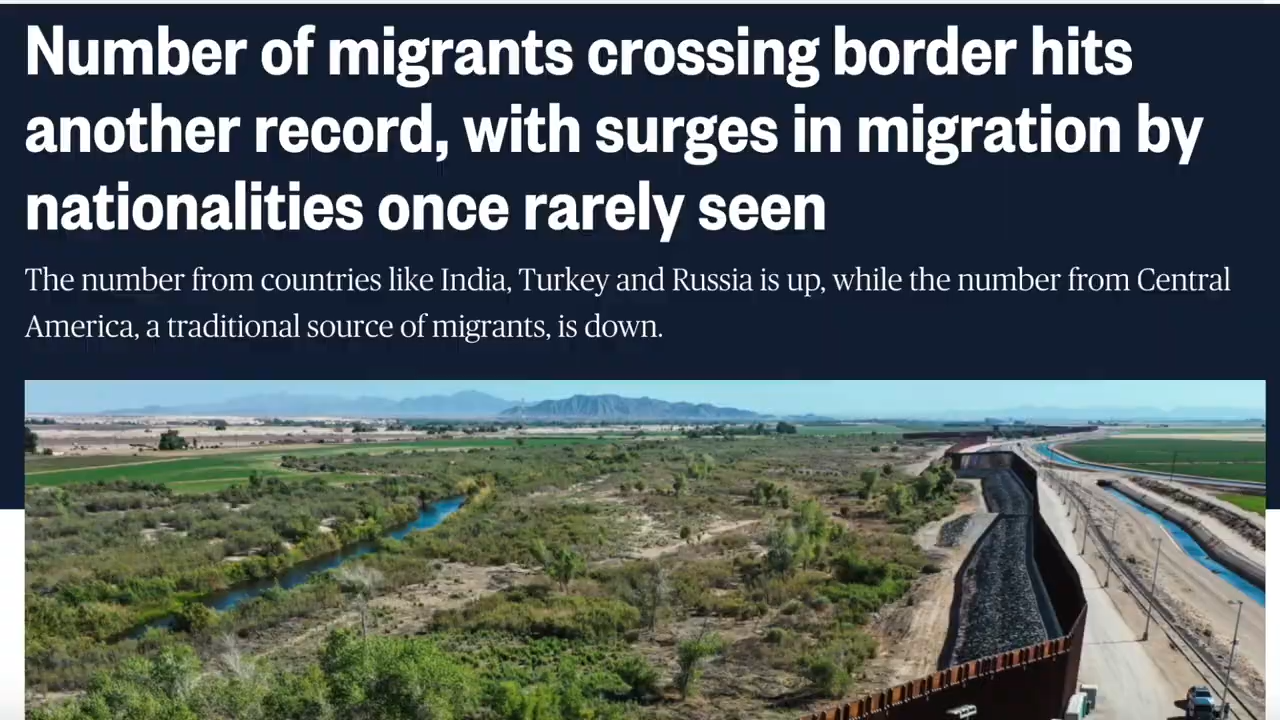 Number of migrants crossing border hits
another record, with surges in migration by
nationalities once rarely seen
The number from countries like India, Turkey and Russia is up, while the number from Central
America, a traditional source of migrants, is down.